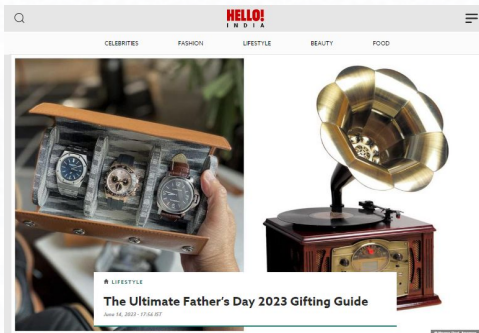 HELLO!
INDIA
CELEBRITIES FASHION LIFESTYLE BEAUTY FOOD
LIFESTYLE
The Ultimate Father's Day 2023 Gifting Guide
June 14, 2023 - 17:56 IST